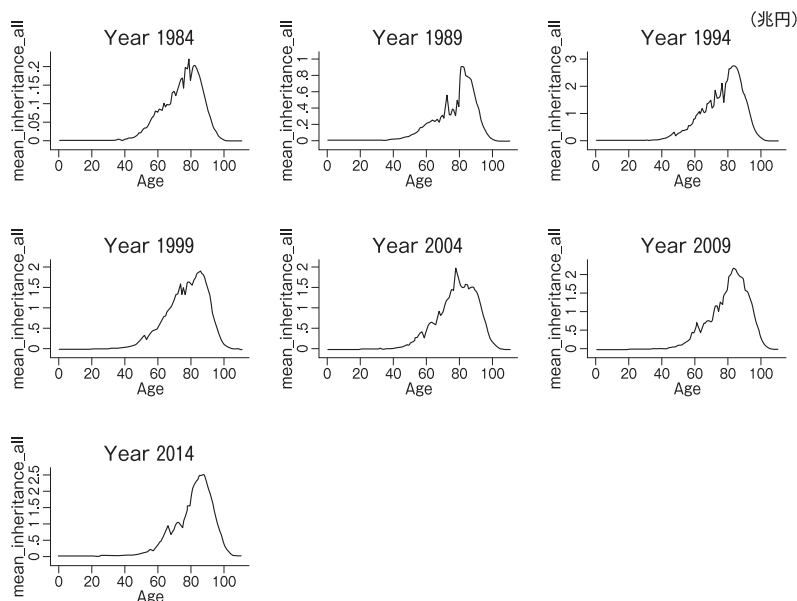 （兆円）
Year 1984
mean_inheritance_all
0 .05 .1 .15 .2
0 20 40 60 80 100
Age
Year 1989
mean_inheritance_all
0 .2 .4 .6 .8 1
0 20 40 60 80 100
Age
Year 1994
mean_inheritance_all
0 1 2 3
0 20 40 60 80 100
Age
Year 1999
mean_inheritance_all
0 .5 1 1.5 2
0 20 40 60 80 100
Age
Year 2004
mean_inheritance_all
0 .5 1 1.5 2
0 20 40 60 80 100
Age
Year 2009
mean_inheritance_all
0 .5 1 1.5 2
0 20 40 60 80 100
Age
Year 2014
mean_inheritance_all
0 .5 1 1.5 2 2.5
0 20 40 60 80 100
Age